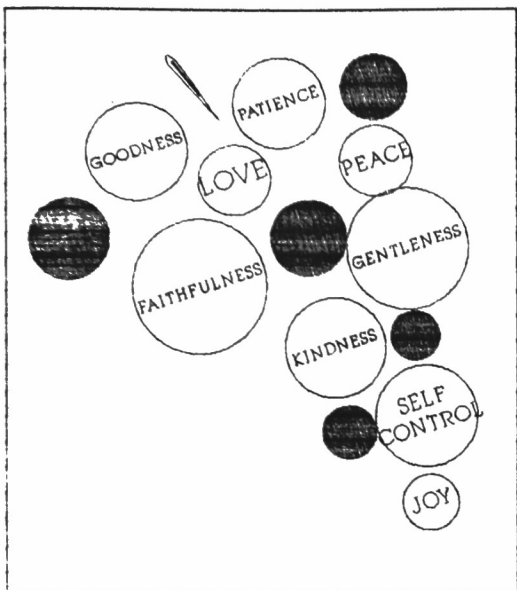 PATIENCE
GOODNESS
PEACE
LOVE
GENTLENESS
FAITHFULNESS
KINDNESS
SELF
CONTROL
JOY